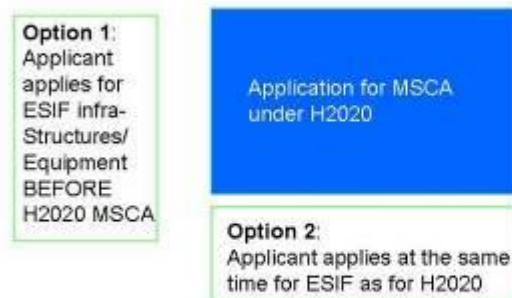 Option 1:
Applicant
applies for
ESIF infra-
Structures/
Equipment
BEFORE
H2020 MSCA
Application for MSCA
under H2020
Option 2:
Applicant applies at the same
time for ESIF as for H2020